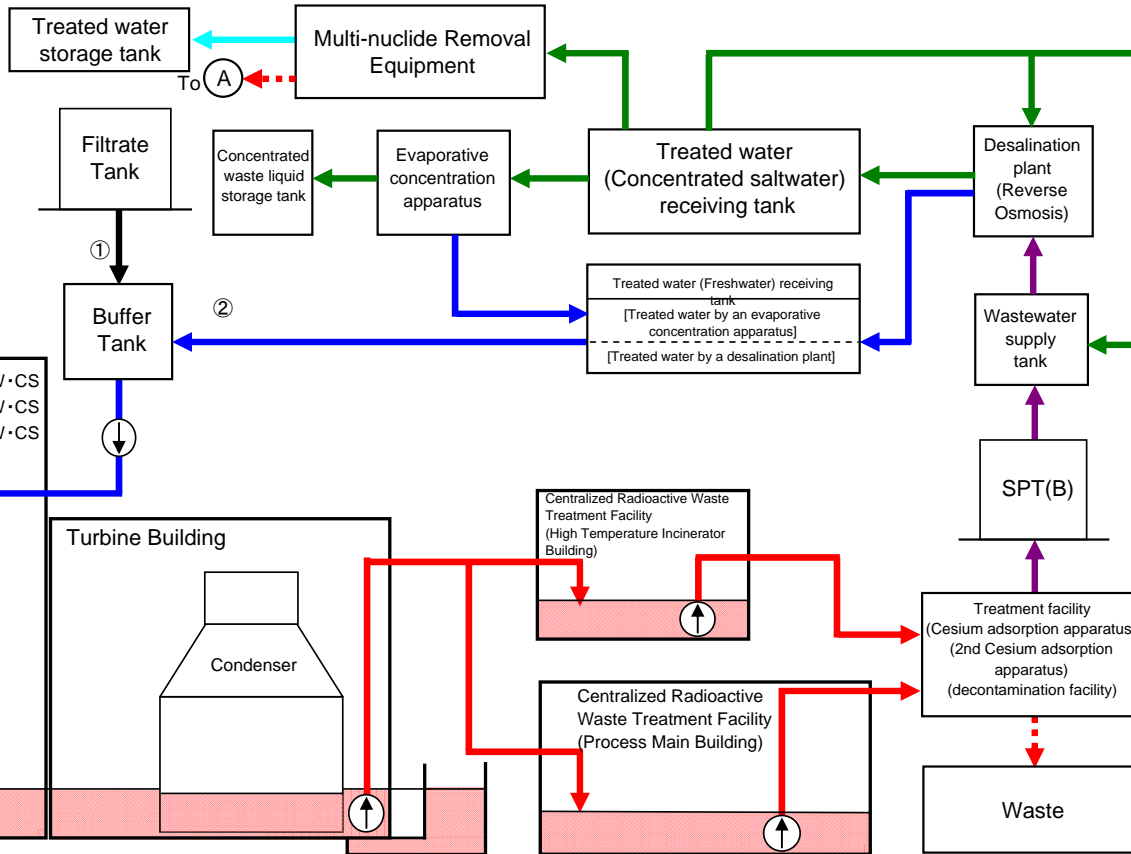 Treated water
storage tank
Multi-nuclide Removal
Equipment
To
A
Filtrate
Tank
Concentrated
waste liquid
storage tank
Evaporative
concentration
apparatus
Treated water
(Concentrated saltwater)
receiving tank
Desalination
plant
(Reverse
Osmosis)
①
②
Buffer
Tank
Treated water (Freshwater) receiving
tank
[Treated water by an evaporative
concentration apparatus]
[Treated water by a desalination plant]
Wastewater
supply
tank
・CS
・CS
・CS
SPT(B)
Turbine Building
Condenser
Centralized Radioactive Waste
Treatment Facility
(High Temperature Incinerator
Building)
Centralized Radioactive
Waste Treatment Facility
(Process Main Building)
Treatment facility
(Cesium adsorption apparatus
(2nd Cesium adsorption
apparatus)
(decontamination facility)
Waste